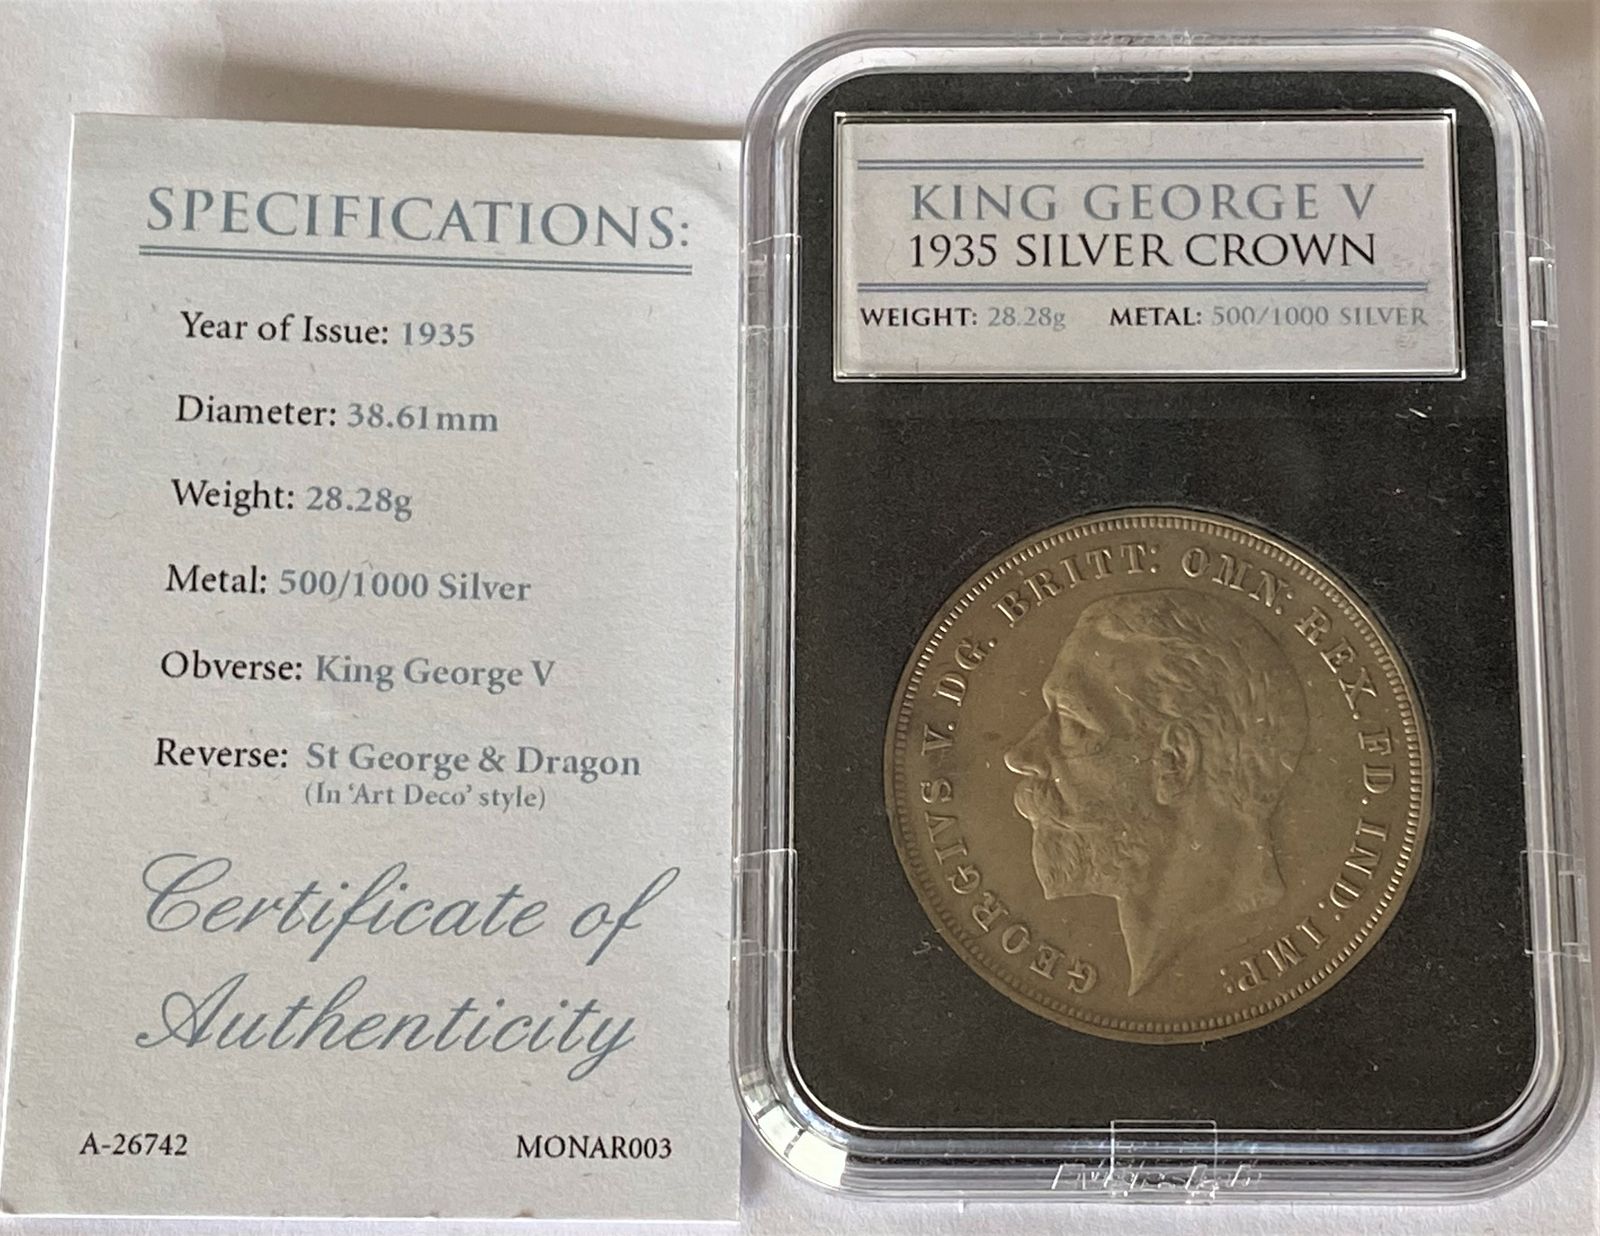 SPECIFICATIONS:
Year of Issue: 1935
Diameter: 38.61mm
Weight: 28.28g
Metal: 500/1000 Silver
Obverse: King George V
Reverse: St George & Dragon
(In 'Art Deco' style)
Certificate of
Authenticity
A-26742 MONAR003
KING GEORGE V
1935 SILVER CROWN
WEIGHT: 28.28g METAL: 500/1000 SILVER
GEORGIVS V. DG. BRITT: OMN: REX. FD. IND: IMP: